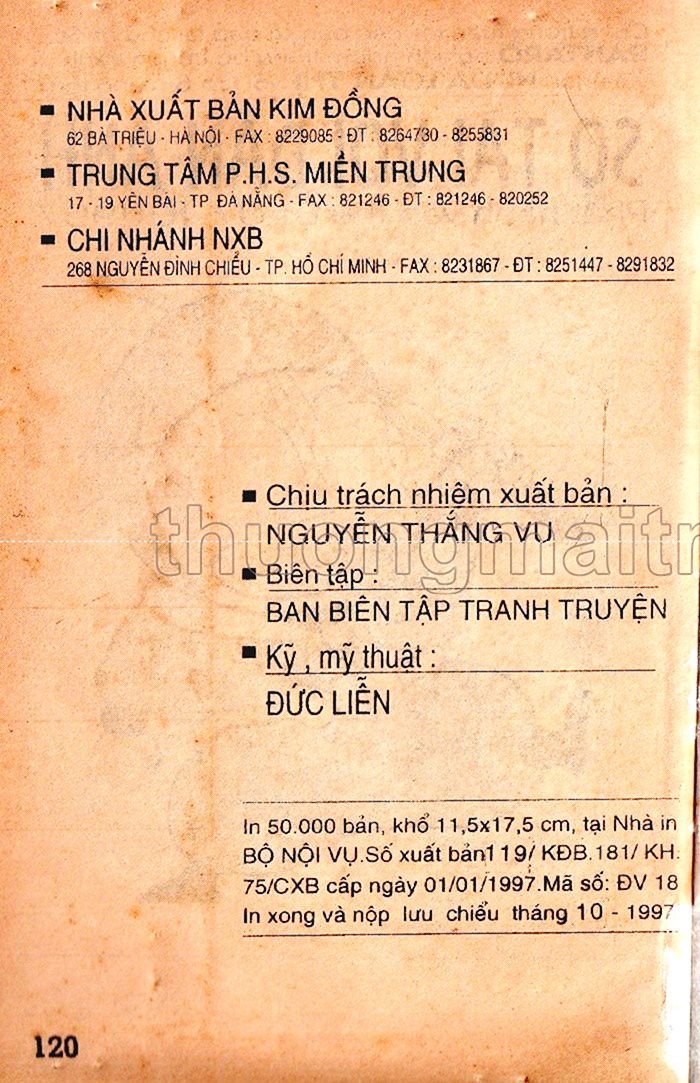 NHÀ XUẤT BẢN KIM ĐỒNG
62 BÀ TRIỆU - HÀ NỘI - FAX : 8229085 - ĐT : 8264730 - 8255831
TRUNG TÂM P.H.S. MIỀN TRUNG
17 - 19 YÊN BÁI - TP ĐÀ NẴNG - FAX : 821246 - ĐT : 821246 - 820252
CHI NHÁNH NXB
268 NGUYỄN ĐÌNH CHIỂU - TP. HỒ CHÍ MINH - FAX : 8231867 - ĐT : 8251447 - 8291832
Chịu trách nhiệm xuất bản :
NGUYỄN THẮNG VU
thuongmaitr
Biên tập :
BAN BIÊN TẬP TRANH TRUYỆN
Kỹ , mỹ thuật :
ĐỨC LIỄN
In 50.000 bản, khổ 11,5x17,5 cm, tại Nhà in
BỘ NỘI VỤ.Số xuất bản119/ KĐB.181/ KH.
75/CXB cấp ngày 01/01/1997.Mã số: ĐV 18
In xong và nộp lưu chiểu tháng 10 - 1997
120